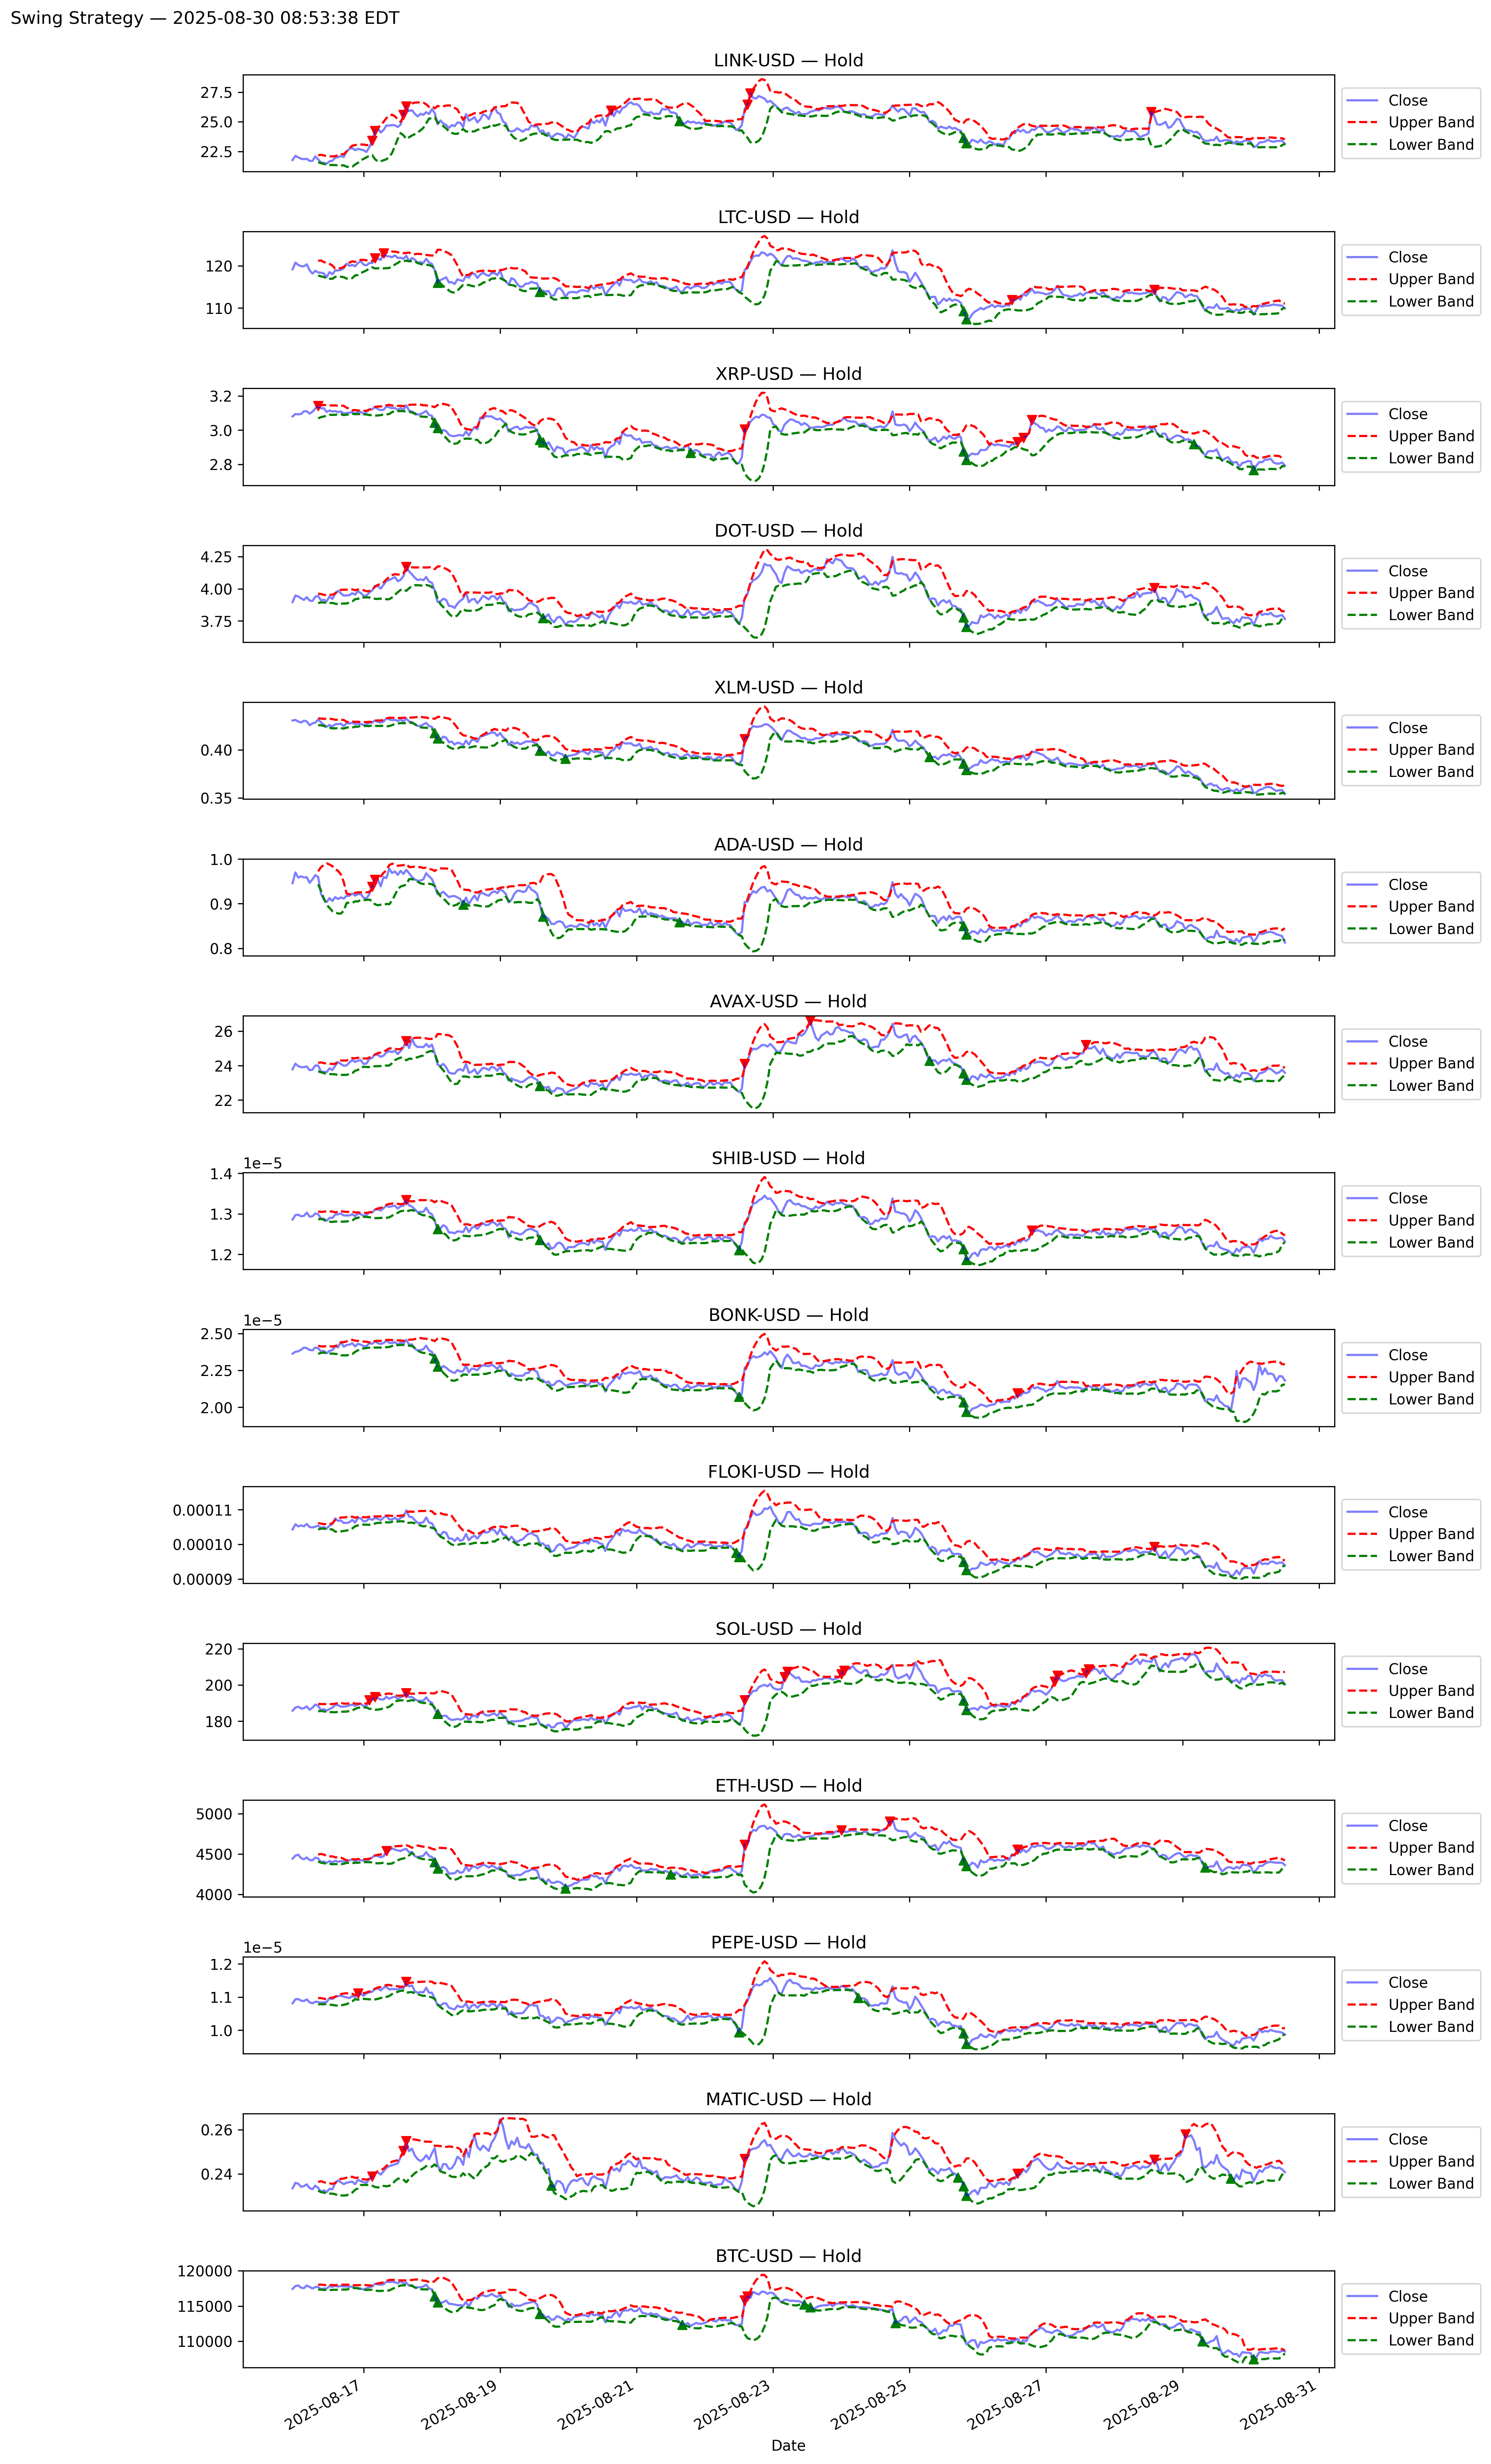 Swing Strategy — 2025-08-30 08:53:38 EDT
LINK-USD — Hold
27.5
25.0
22.5
Close
Upper Band
Lower Band
LTC-USD — Hold
120
110
Close
Upper Band
Lower Band
XRP-USD — Hold
3.2
3.0
2.8
Close
Upper Band
Lower Band
DOT-USD — Hold
4.25
4.00
3.75
Close
Upper Band
Lower Band
XLM-USD — Hold
0.40
0.35
Close
Upper Band
Lower Band
ADA-USD — Hold
1.0
0.9
0.8
Close
Upper Band
Lower Band
AVAX-USD — Hold
26
24
22
Close
Upper Band
Lower Band
SHIB-USD — Hold
1e−5
1.4
1.3
1.2
Close
Upper Band
Lower Band
BONK-USD — Hold
1e−5
2.50
2.25
2.00
Close
Upper Band
Lower Band
FLOKI-USD — Hold
0.00011
0.00010
0.00009
Close
Upper Band
Lower Band
SOL-USD — Hold
220
200
180
Close
Upper Band
Lower Band
ETH-USD — Hold
5000
4500
4000
Close
Upper Band
Lower Band
PEPE-USD — Hold
1e−5
1.2
1.1
1.0
Close
Upper Band
Lower Band
MATIC-USD — Hold
0.26
0.24
Close
Upper Band
Lower Band
BTC-USD — Hold
120000
115000
110000
Close
Upper Band
Lower Band
2025-08-17
2025-08-19
2025-08-21
2025-08-23
2025-08-25
2025-08-27
2025-08-29
2025-08-31
Date